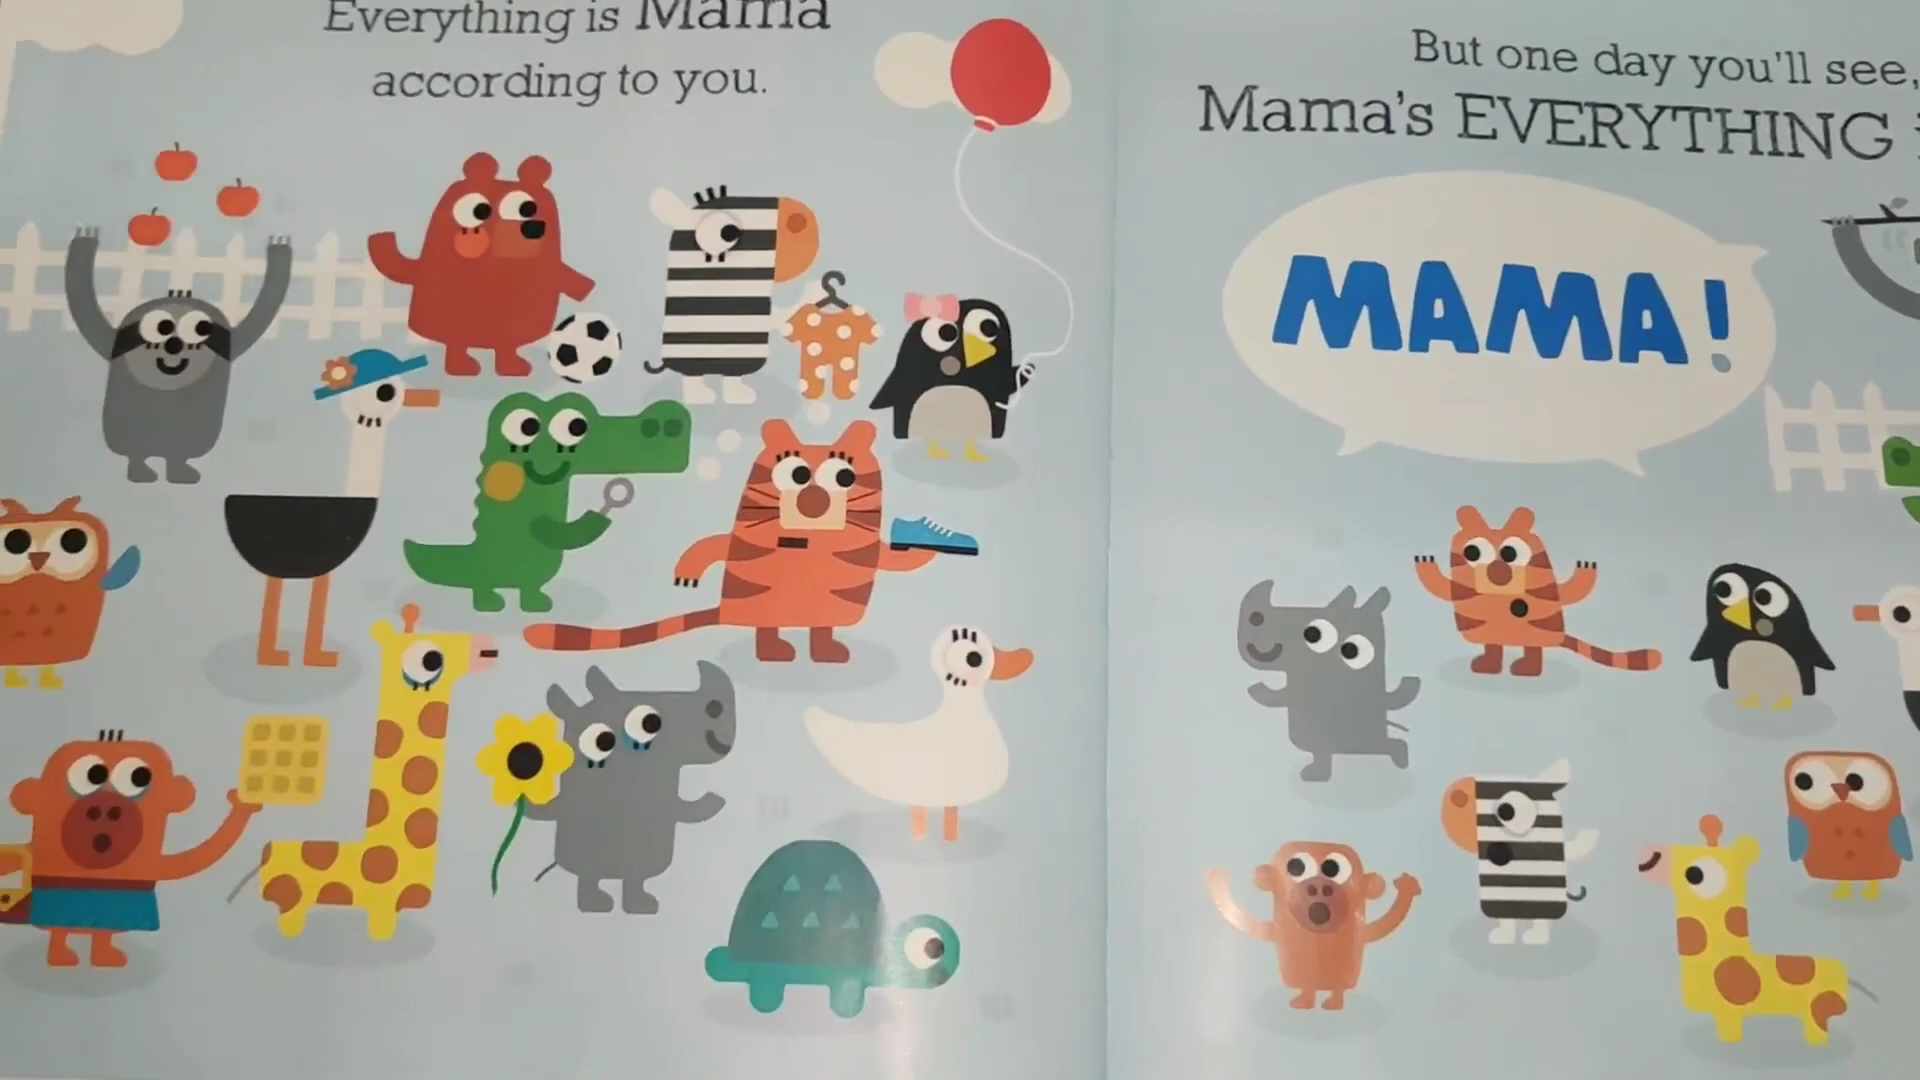 Everything is Mama
according to you.
But one day you'll see,
Mama's EVERYTHING
MAMA!